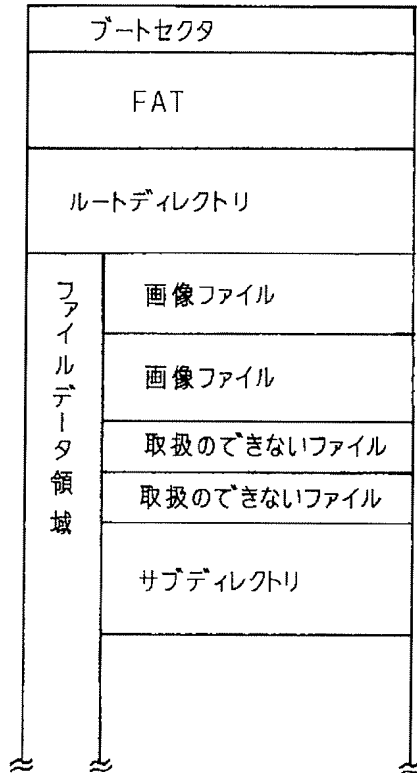 ブートセクタ
FAT
ルートディレクトリ
ファイルデータ領域
画像ファイル
画像ファイル
取扱のできないファイル
取扱のできないファイル
サブディレクトリ